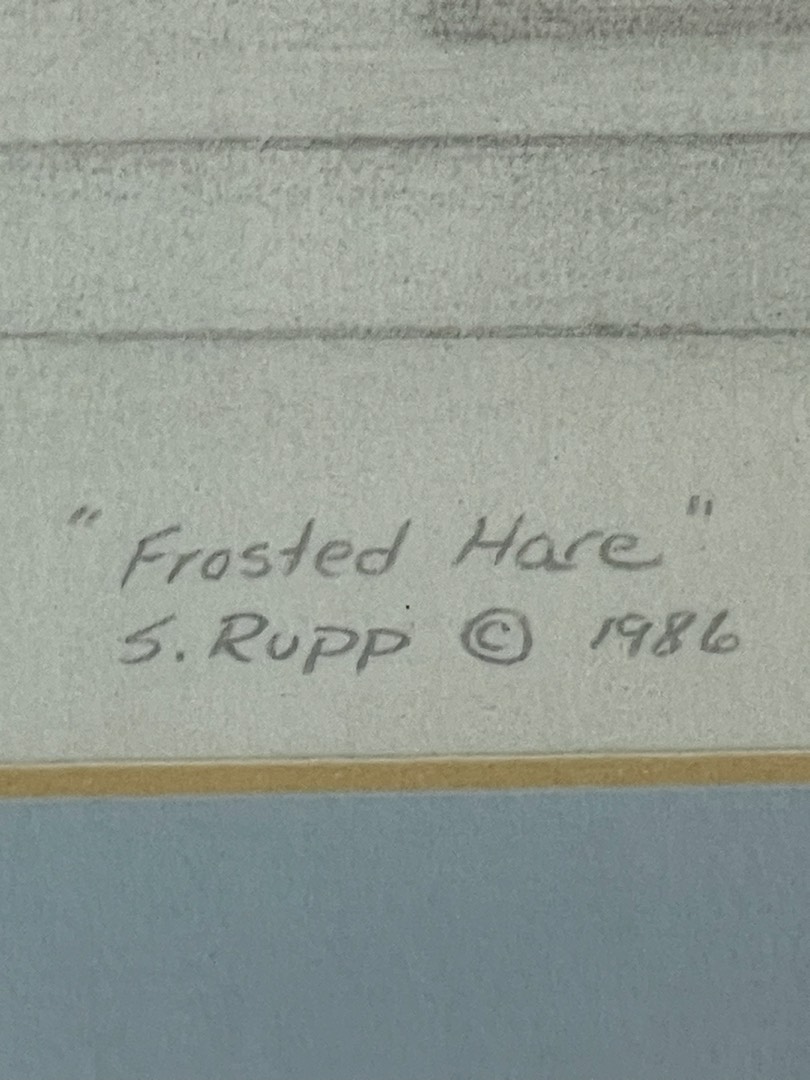 "Frosted Hare"
S. Rupp © 1986